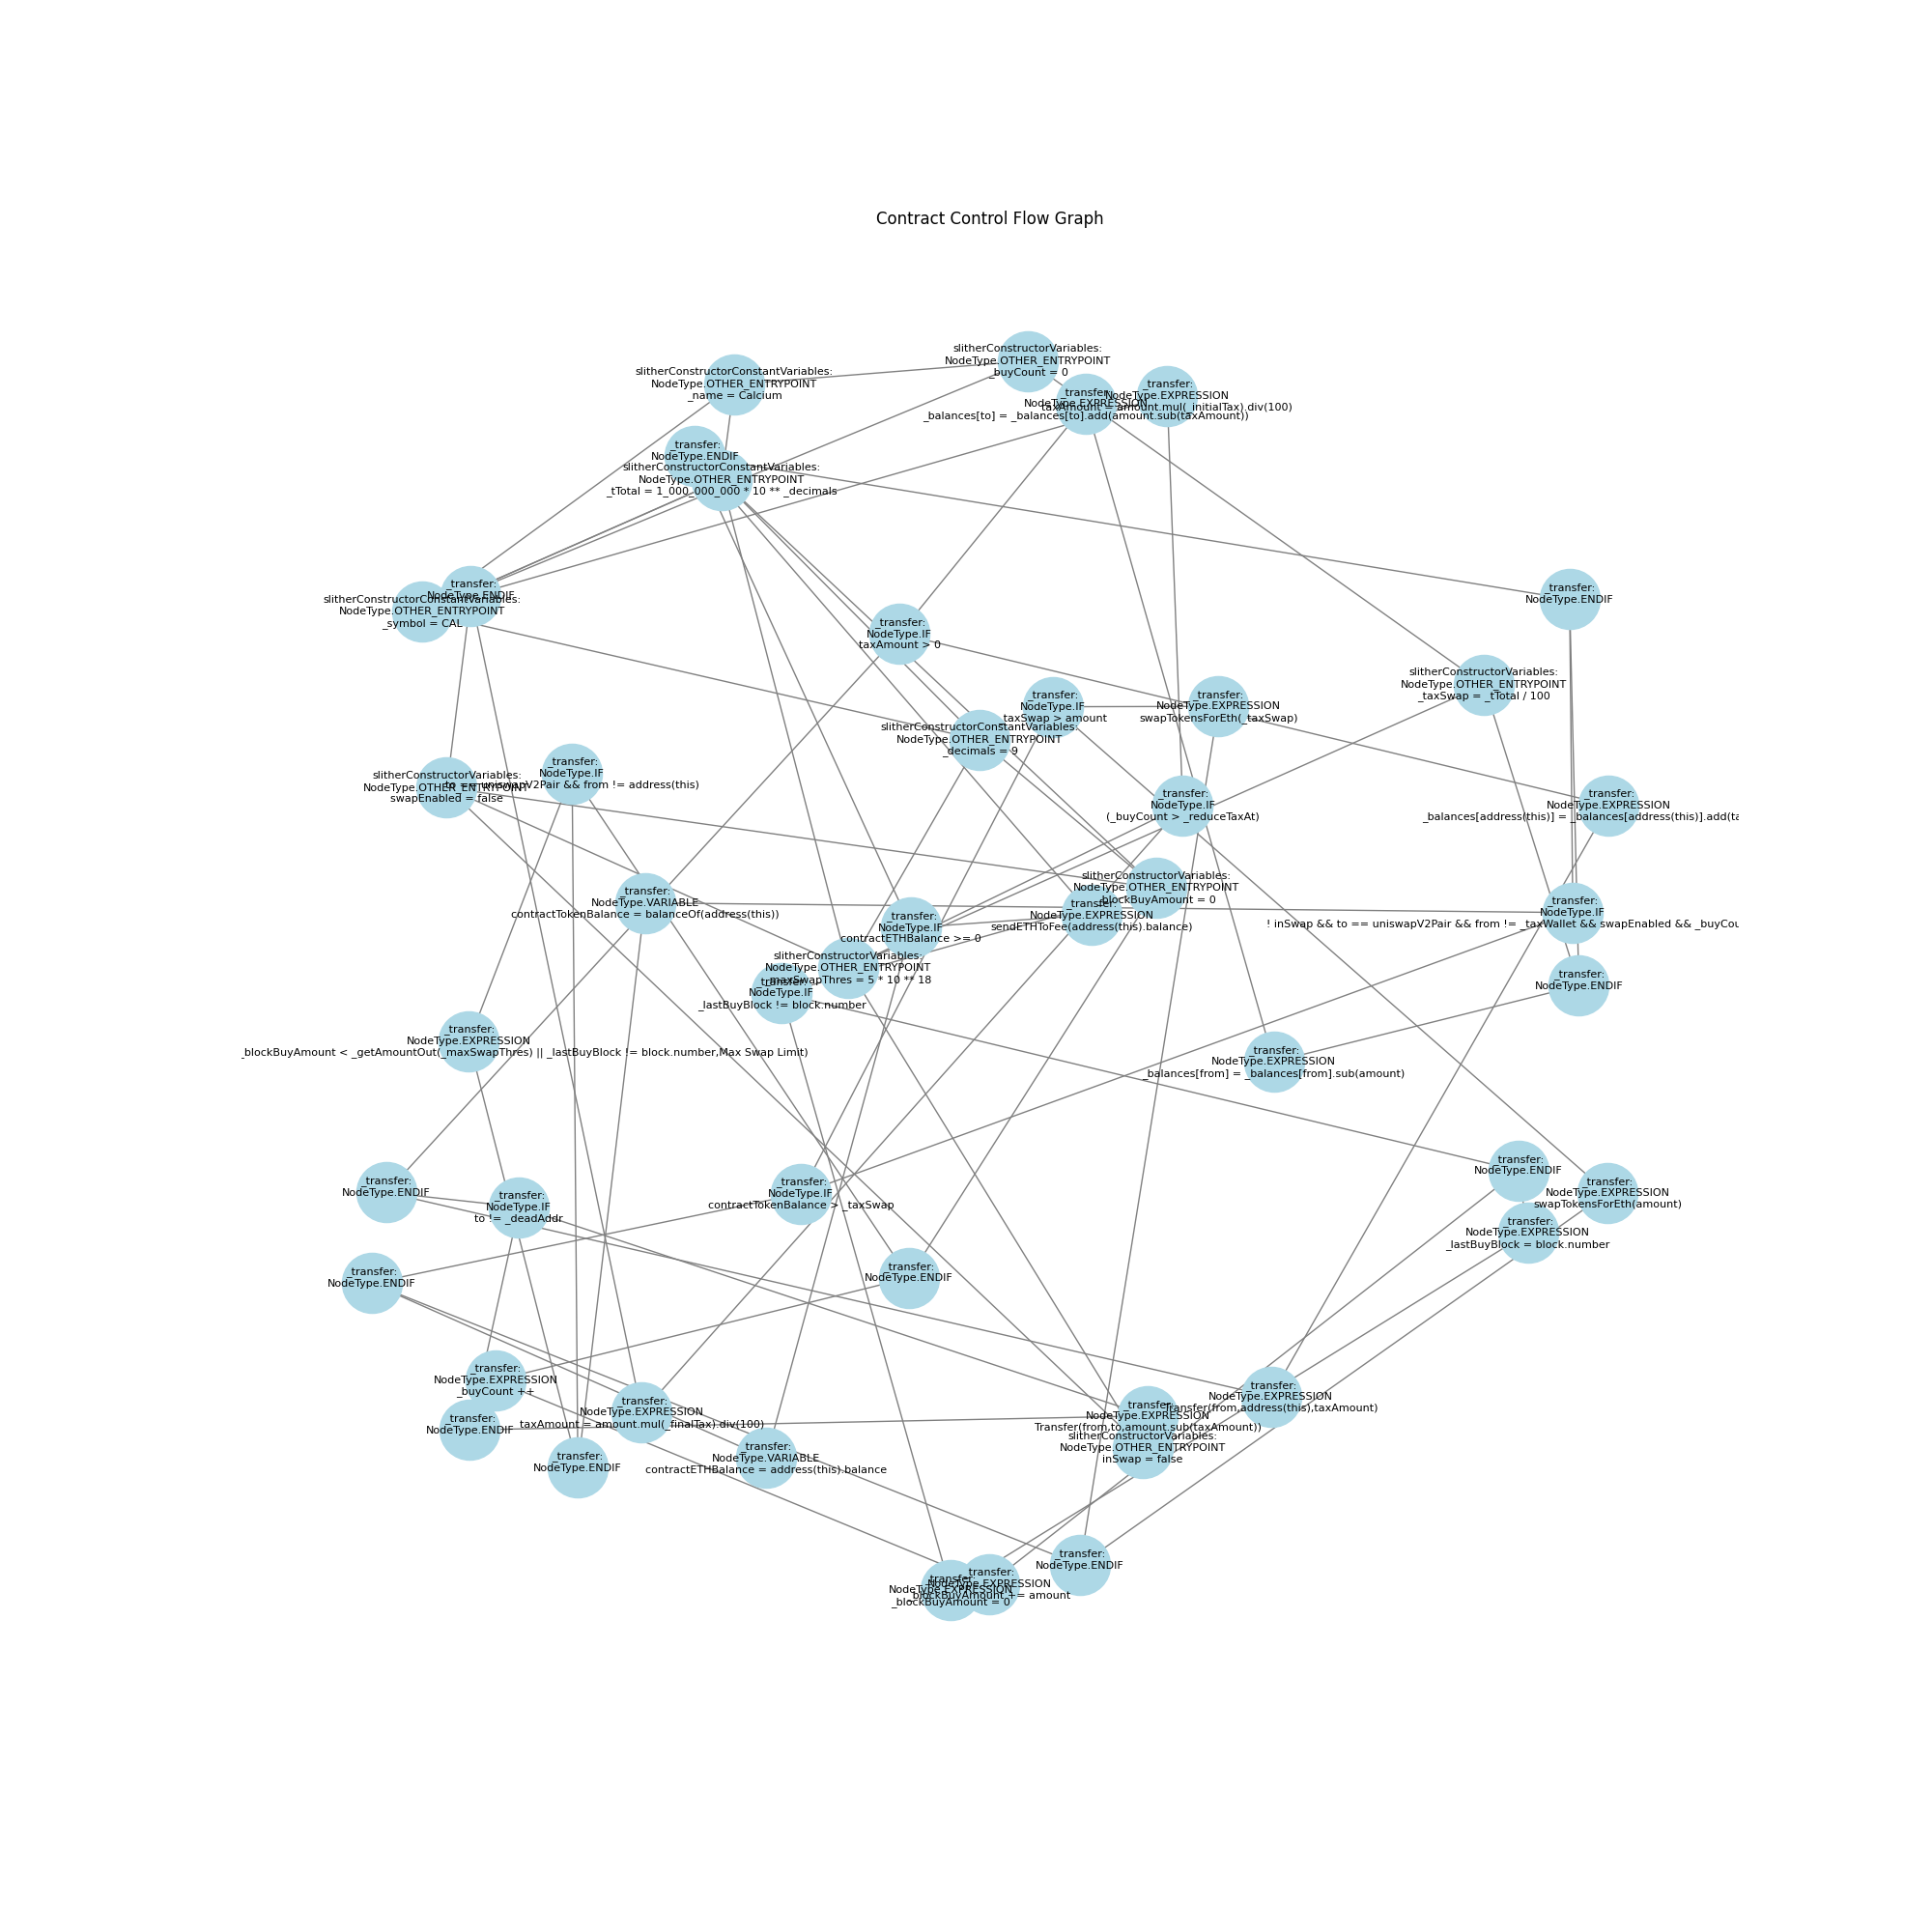 Contract Control Flow Graph
slitherConstructorVariables:
NodeType.OTHER_ENTRYPOINT
_buyCount = 0
slitherConstructorConstantVariables:
NodeType.OTHER_ENTRYPOINT
_name = Calcium
_transfer:
NodeType.EXPRESSION
_balances[to] = _balances[to].add(amount.sub(taxAmount))
_transfer:
NodeType.EXPRESSION
taxAmount = amount.mul(_initialTax).div(100)
_transfer:
NodeType.ENDIF
slitherConstructorConstantVariables:
NodeType.OTHER_ENTRYPOINT
_tTotal = 1_000_000_000 * 10 ** _decimals
_transfer:
NodeType.ENDIF
slitherConstructorConstantVariables:
NodeType.OTHER_ENTRYPOINT
_symbol = CAL
_transfer:
NodeType.ENDIF
_transfer:
NodeType.IF
taxAmount > 0
slitherConstructorVariables:
NodeType.OTHER_ENTRYPOINT
_taxSwap = _tTotal / 100
_transfer:
NodeType.IF
_taxSwap > amount
_transfer:
NodeType.EXPRESSION
swapTokensForEth(_taxSwap)
slitherConstructorConstantVariables:
NodeType.OTHER_ENTRYPOINT
_decimals = 9
_transfer:
NodeType.IF
to == uniswapV2Pair && from != address(this)
slitherConstructorVariables:
NodeType.OTHER_ENTRYPOINT
swapEnabled = false
_transfer:
NodeType.IF
(_buyCount > _reduceTaxAt)
_transfer:
NodeType.EXPRESSION
_balances[address(this)] = _balances[address(this)].add(ta
slitherConstructorVariables:
NodeType.OTHER_ENTRYPOINT
_blockBuyAmount = 0
_transfer:
NodeType.VARIABLE
contractTokenBalance = balanceOf(address(this))
_transfer:
NodeType.EXPRESSION
sendETHToFee(address(this).balance)
_transfer:
NodeType.IF
contractETHBalance >= 0
_transfer:
NodeType.IF
! inSwap && to == uniswapV2Pair && from != _taxWallet && swapEnabled && _buyCou
slitherConstructorVariables:
NodeType.OTHER_ENTRYPOINT
_maxSwapThres = 5 * 10 ** 18
_transfer:
NodeType.IF
_lastBuyBlock != block.number
_transfer:
NodeType.ENDIF
_transfer:
NodeType.EXPRESSION
_blockBuyAmount < _getAmountOut(_maxSwapThres) || _lastBuyBlock != block.number,Max Swap Limit)
_transfer:
NodeType.EXPRESSION
_balances[from] = _balances[from].sub(amount)
_transfer:
NodeType.ENDIF
_transfer:
NodeType.IF
to != _deadAddr
_transfer:
NodeType.IF
contractTokenBalance > _taxSwap
_transfer:
NodeType.ENDIF
_transfer:
NodeType.EXPRESSION
swapTokensForEth(amount)
_transfer:
NodeType.EXPRESSION
_lastBuyBlock = block.number
_transfer:
NodeType.ENDIF
_transfer:
NodeType.ENDIF
_transfer:
NodeType.EXPRESSION
_buyCount ++
_transfer:
NodeType.ENDIF
_transfer:
NodeType.EXPRESSION
taxAmount = amount.mul(_finalTax).div(100)
_transfer:
NodeType.ENDIF
_transfer:
NodeType.VARIABLE
contractETHBalance = address(this).balance
_transfer:
NodeType.EXPRESSION
Transfer(from,address(this),taxAmount)
_transfer:
NodeType.EXPRESSION
Transfer(from,to,amount.sub(taxAmount))
slitherConstructorVariables:
NodeType.OTHER_ENTRYPOINT
inSwap = false
_transfer:
NodeType.ENDIF
_transfer:
NodeType.EXPRESSION
_blockBuyAmount += amount
_transfer:
NodeType.EXPRESSION
_blockBuyAmount = 0